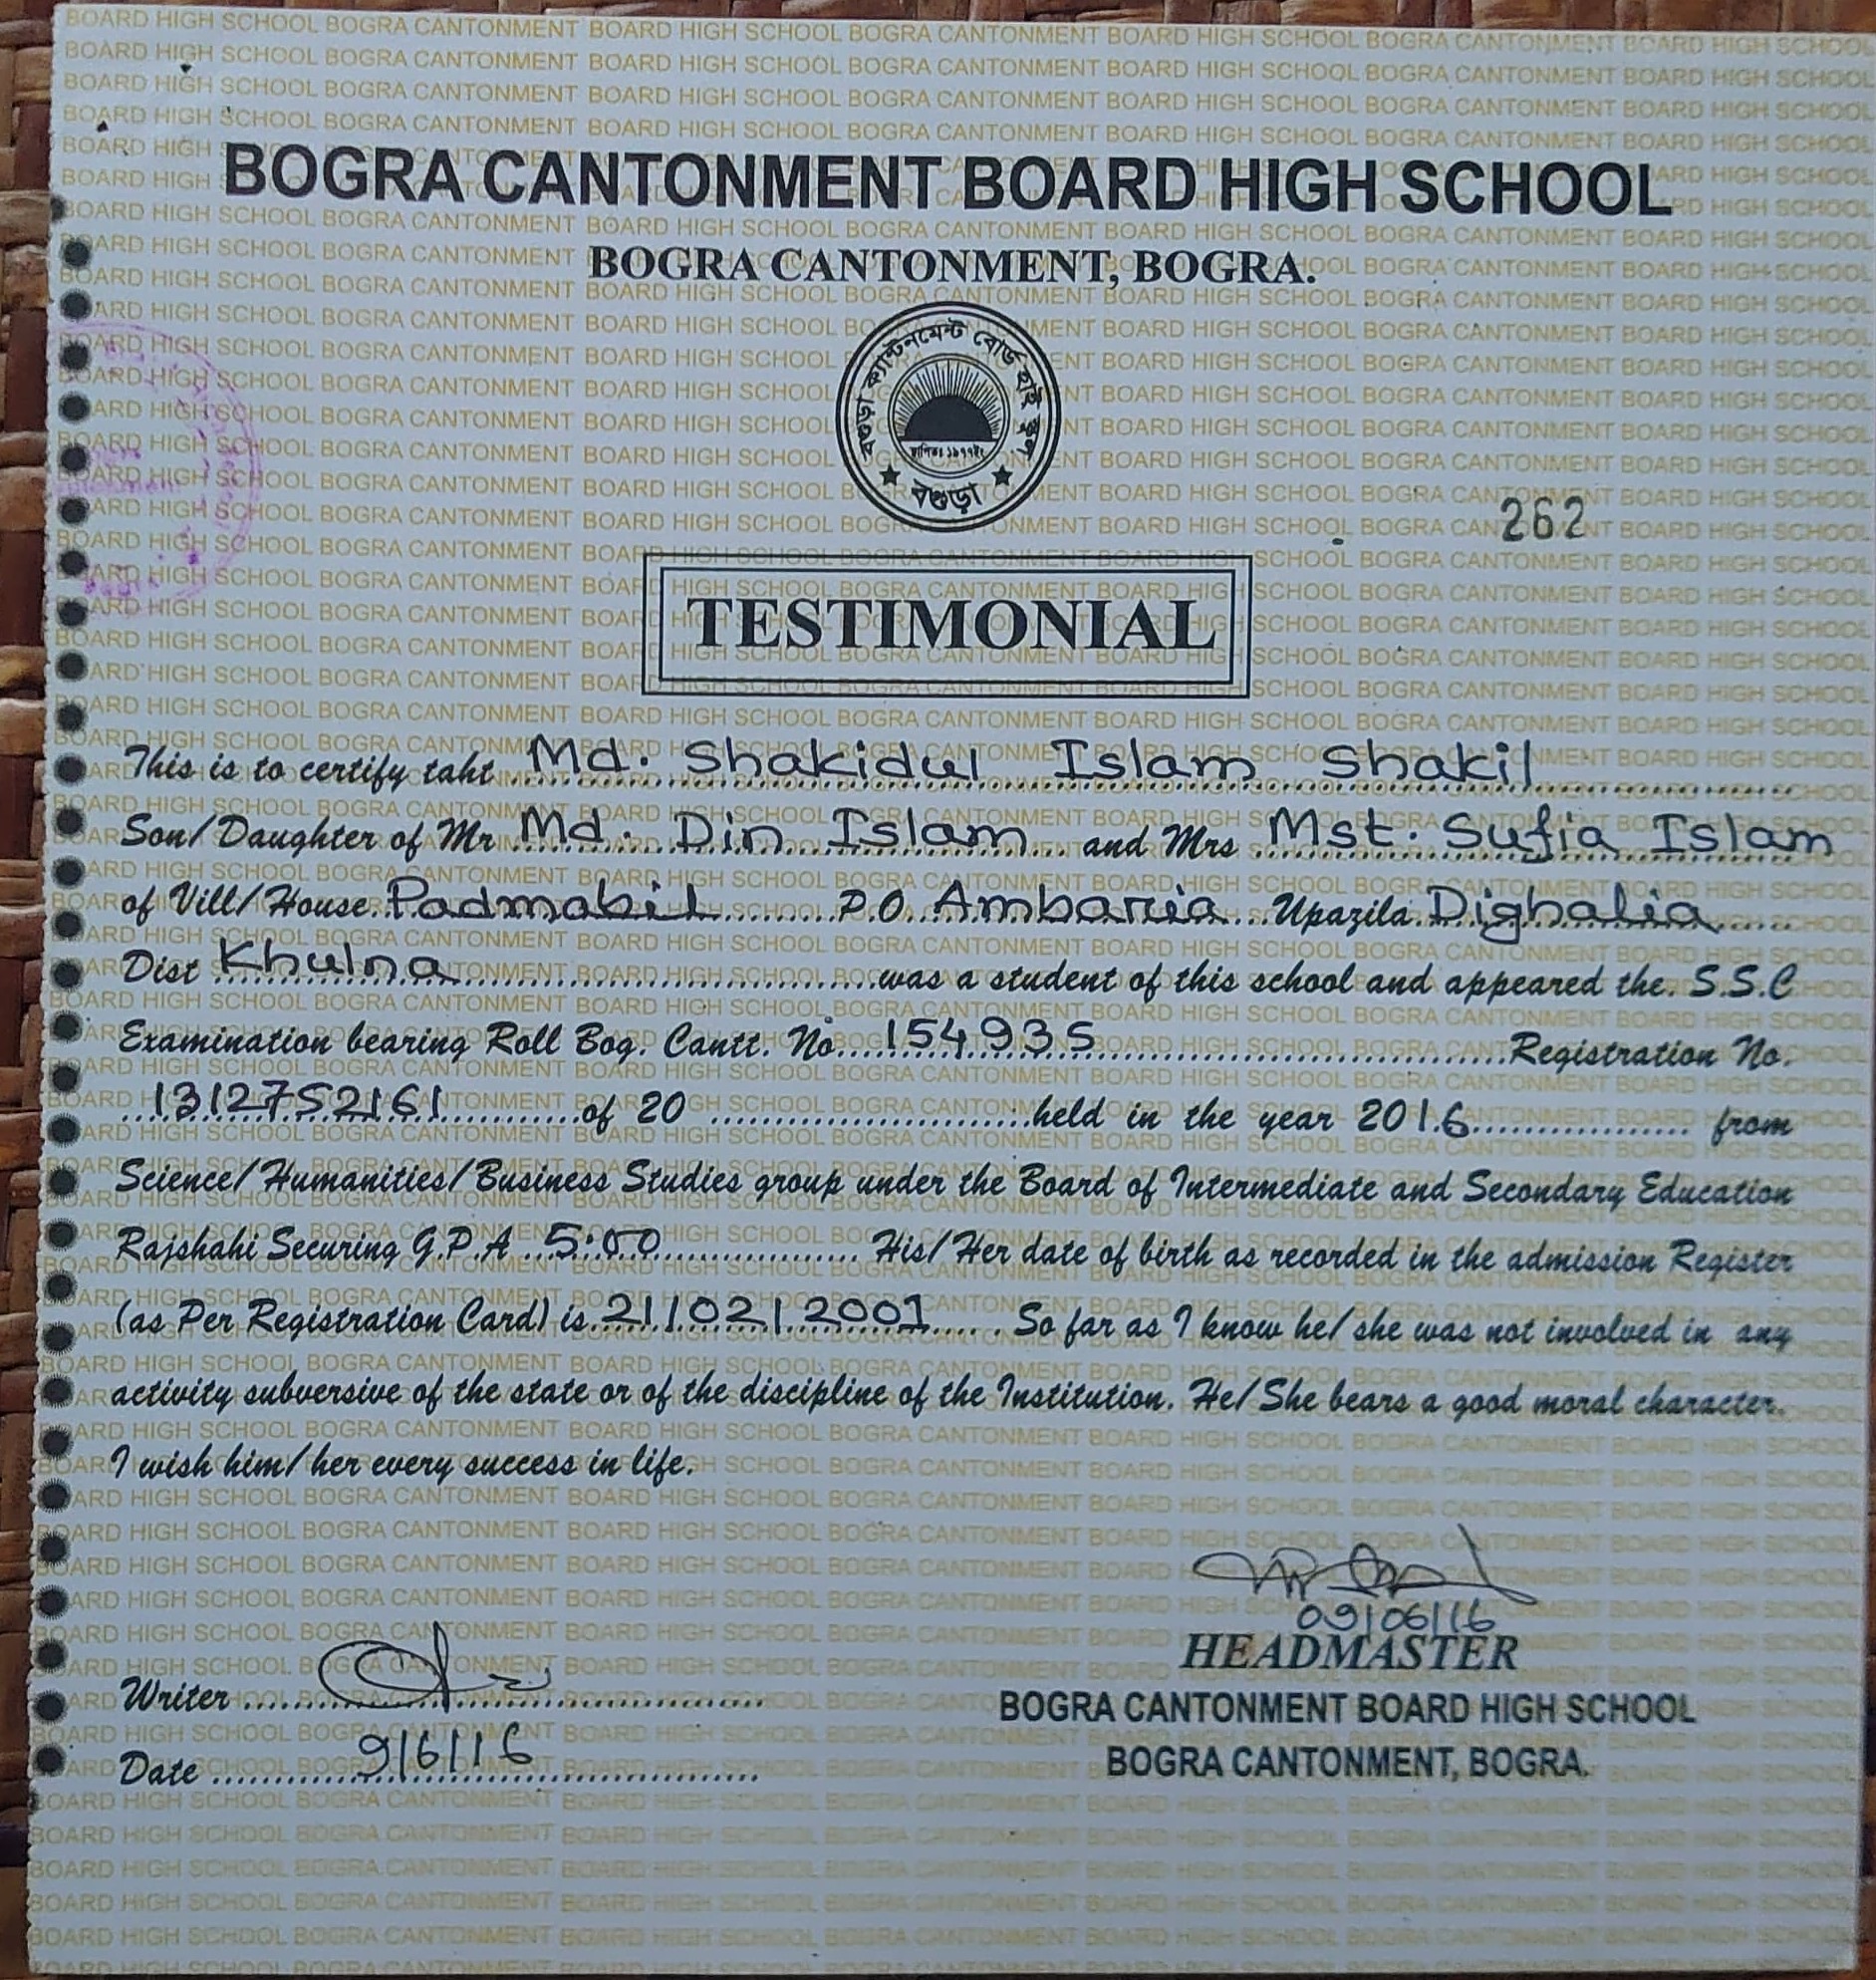 BOGRA CANTONMENT BOARD HIGH SCHOOL
BOGRA CANTONMENT, BOGRA.
বগুড়া ক্যান্টনমেন্ট বোর্ড হাই স্কুল
স্থাপিতঃ ১৯৭৭ইং
বগুড়া
262
TESTIMONIAL
This is to certify taht Md. Shakidul Islam Shakil
Son/Daughter of Mr Md. Din Islam and Mrs Mst. Sufia Islam
of Vill/House Padmabil P.O. Ambaria Upazila Dighalia
Dist Khulna was a student of this school and appeared the. S.S.C
Examination bearing Roll Bog. Cantt. No 154935 Registration No.
1312752161 of 20 held in the year 2016 from
Science/Humanities/Business Studies group under the Board of Intermediate and Secondary Education
Rajshahi Securing G.P.A 5.00 His/Her date of birth as recorded in the admission Register
(as Per Registration Card) is 21/02/2001 So far as I know he/she was not involved in any
activity subversive of the state or of the discipline of the Institution. He/She bears a good moral character.
I wish him/her every success in life.
09/06/16
HEADMASTER
BOGRA CANTONMENT BOARD HIGH SCHOOL
BOGRA CANTONMENT, BOGRA.
Writer
Date 9/6/16